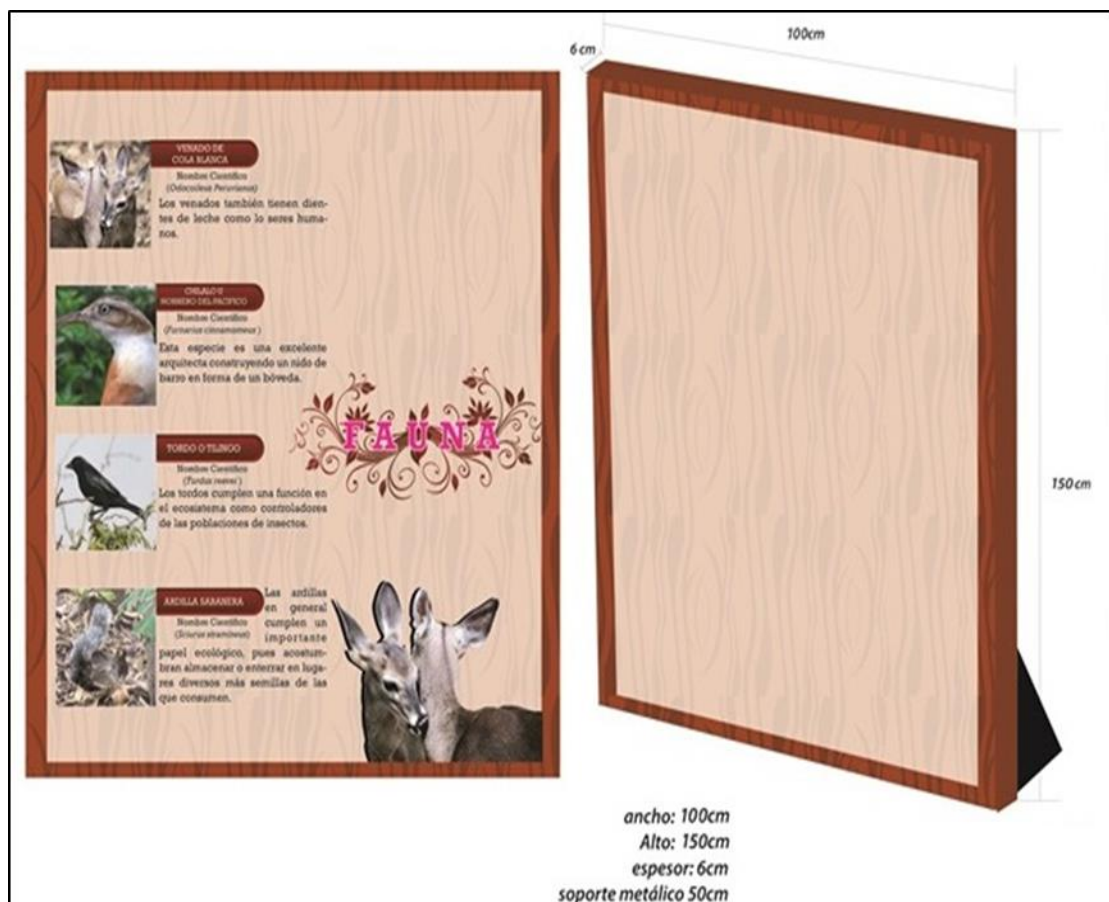 6 cm
100cm
VENADO DE
COLA BLANCA
Nombre Científico
(Odocoileus Peruvianus)
Los venados también tienen dien-
tes de leche como lo seres huma-
nos.
CHILALO U
HORNERO DEL PACIFICO
Nombre Científico
(Furnarius cinnamomeus )
Esta especie es una excelente
arquitecta construyendo un nido de
barro en forma de un bóveda.
FAUNA
TORDO O TILINGO
Nombre Científico
(Turdus reevei )
Los tordos cumplen una función en
el ecosistema como controladores
de las poblaciones de insectos.
ARDILLA SABANERA
Nombre Científico
(Sciurus stramineus)
Las ardillas
en general
cumplen un
importante
papel ecológico, pues acostum-
bran almacenar o enterrar en luga-
res diversos más semillas de las
que consumen.
150 cm
ancho: 100cm
Alto: 150cm
espesor: 6cm
soporte metálico 50cm